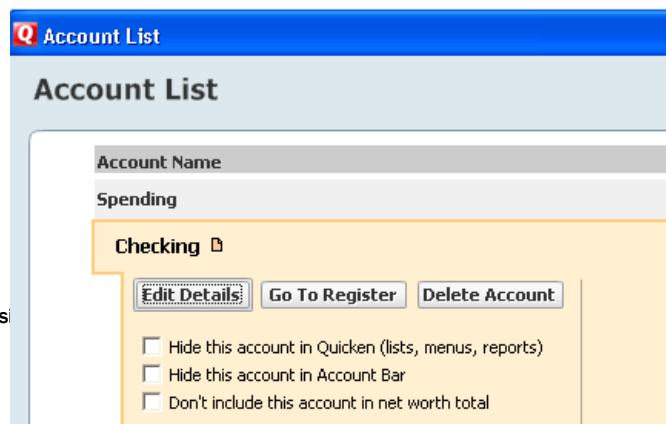 Q Account List
Account List
Account Name
Spending
Checking
Edit Details Go To Register Delete Account
si
Hide this account in Quicken (lists, menus, reports)
Hide this account in Account Bar
Don't include this account in net worth total